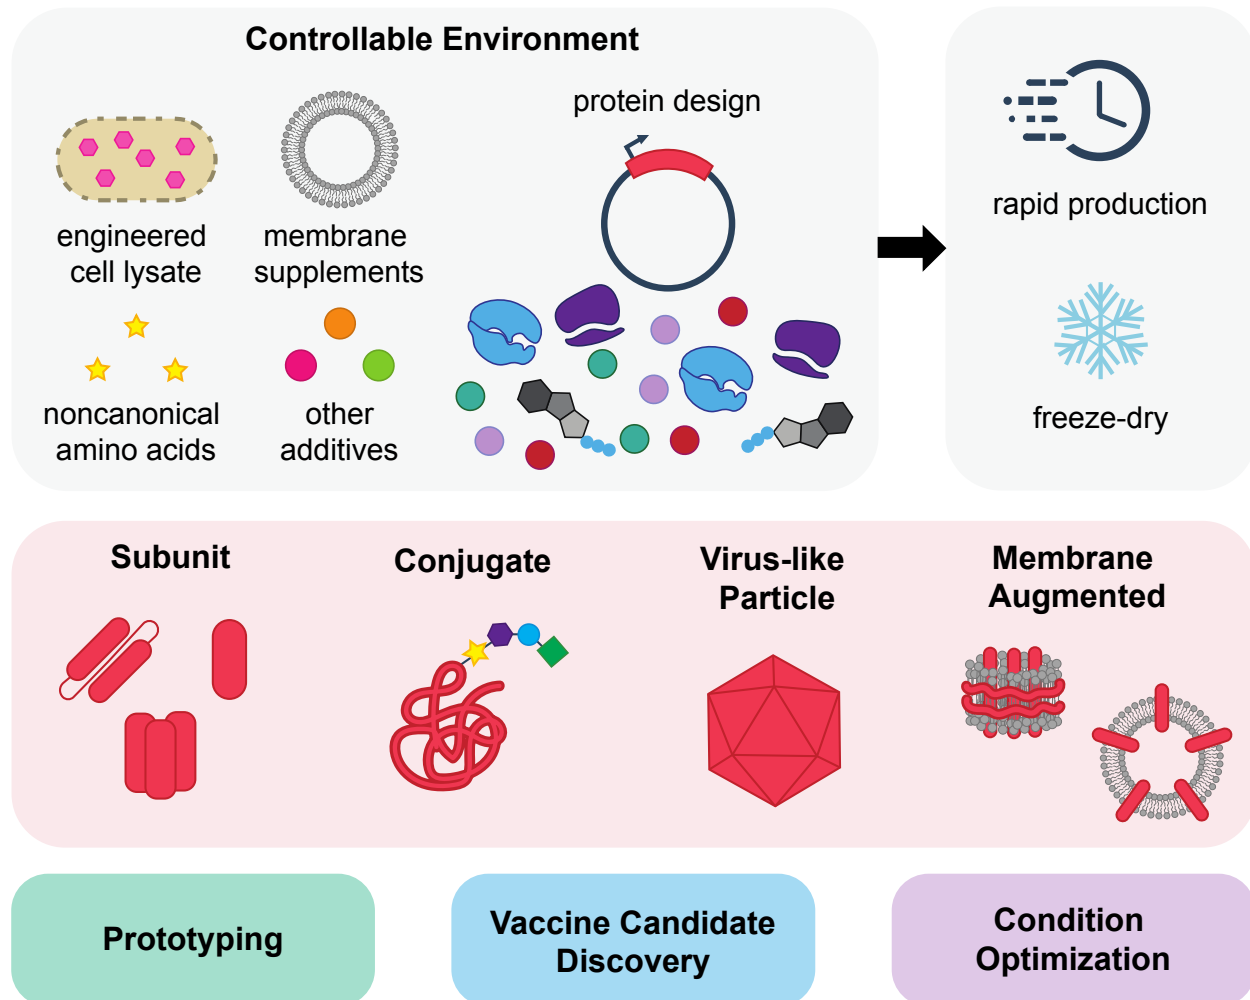 Controllable Environment
protein design
engineered
cell lysate
membrane
supplements
noncanonical
amino acids
other
additives
rapid production
freeze-dry
Subunit
Conjugate
Virus-like
Particle
Membrane
Augmented
Prototyping
Vaccine Candidate
Discovery
Condition
Optimization